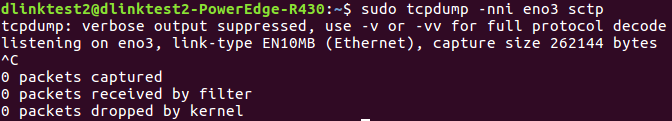 dlinktest2@dlinktest2-PowerEdge-R430:~$ sudo tcpdump -nni eno3 sctp
tcpdump: verbose output suppressed, use -v or -vv for full protocol decode
listening on eno3, link-type EN10MB (Ethernet), capture size 262144 bytes
^C
0 packets captured
0 packets received by filter
0 packets dropped by kernel